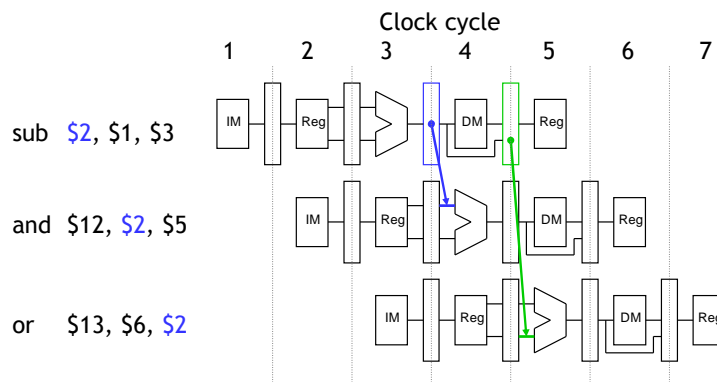 Clock cycle
1 2 3 4 5 6 7
sub $2, $1, $3
IM Reg DM Reg
and $12, $2, $5
IM Reg DM Reg
or $13, $6, $2
IM Reg DM Reg